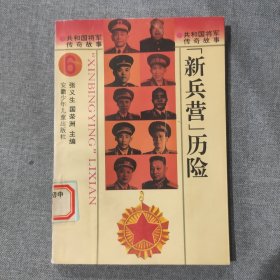 共和国将军
传奇故事
共和国将军
传奇故事
6
「新兵营」历险
"XINBINGYING" LIXIAN
张义生 国荣洲 主编
安徽少年儿童出版社